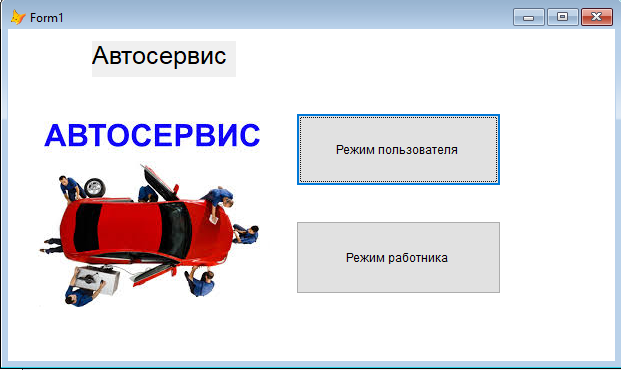 Form1
Автосервис
АВТОСЕРВИС
Режим пользователя
Режим работника